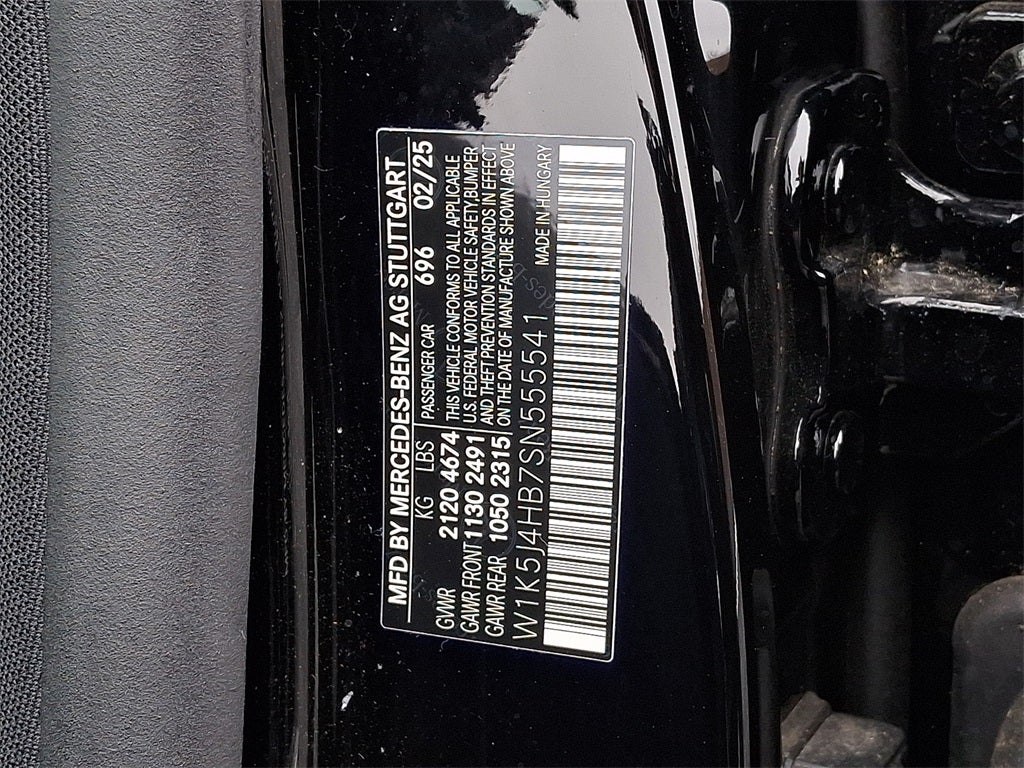 MFD BY MERCEDES-BENZ AG STUTTGART
KG LBS PASSENGER CAR 696 02/25
GVWR 2120 4674 THIS VEHICLE CONFORMS TO ALL APPLICABLE
GAWR FRONT 1130 2491 U.S. FEDERAL MOTOR VEHICLE SAFETY, BUMPER
GAWR REAR 1050 2315 AND THEFT PREVENTION STANDARDS IN EFFECT
ON THE DATE OF MANUFACTURE SHOWN ABOVE
W1K5J4HB7SN555541 MADE IN HUNGARY